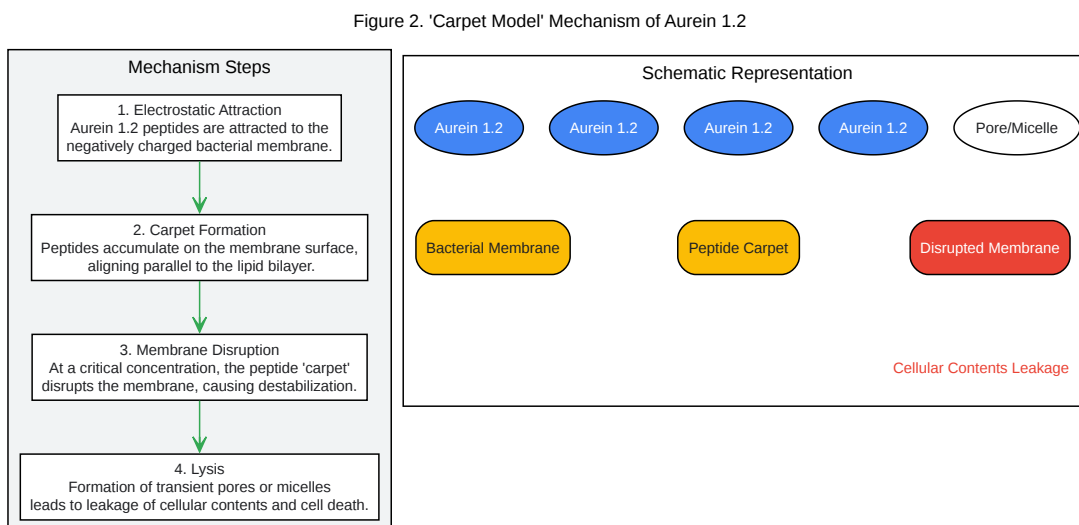 Figure 2. 'Carpet Model' Mechanism of Aurein 1.2
Mechanism Steps
1. Electrostatic Attraction
Aurein 1.2 peptides are attracted to the
negatively charged bacterial membrane.
2. Carpet Formation
Peptides accumulate on the membrane surface,
aligning parallel to the lipid bilayer.
3. Membrane Disruption
At a critical concentration, the peptide 'carpet'
disrupts the membrane, causing destabilization.
4. Lysis
Formation of transient pores or micelles
leads to leakage of cellular contents and cell death.
Schematic Representation
Aurein 1.2
Aurein 1.2
Aurein 1.2
Aurein 1.2
Pore/Micelle
Bacterial Membrane
Peptide Carpet
Disrupted Membrane
Cellular Contents Leakage